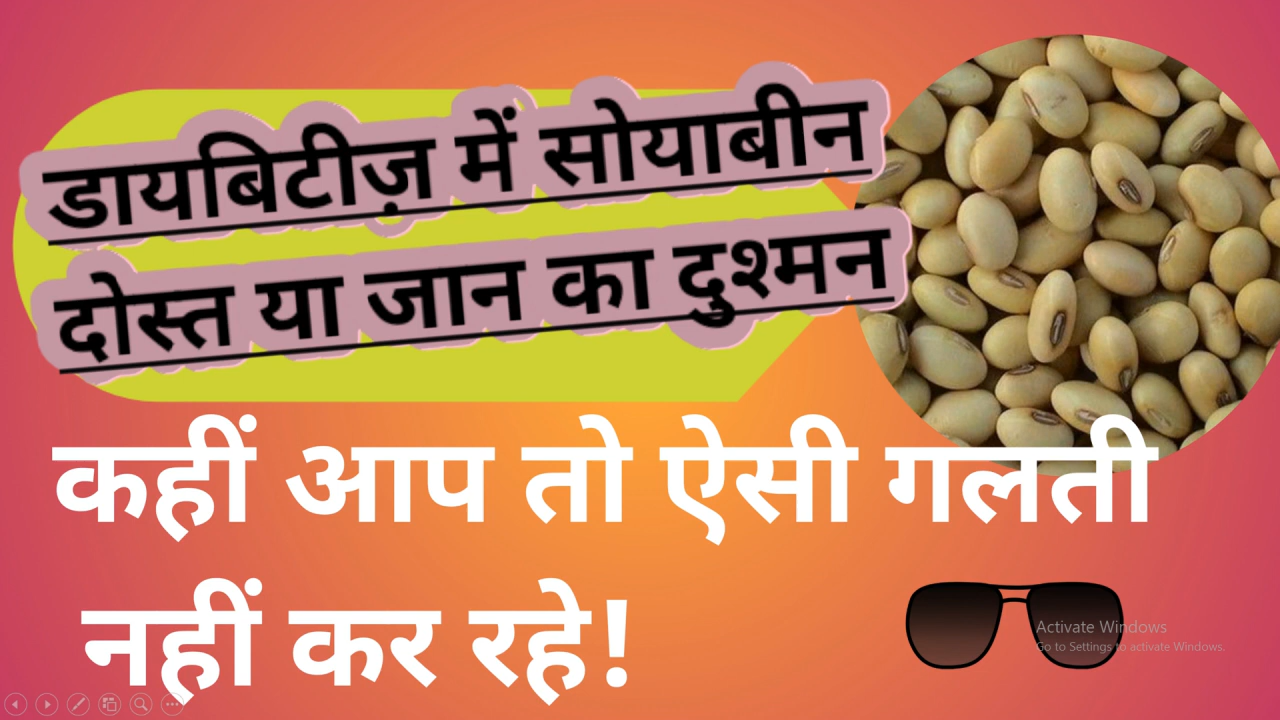 डायबिटीज़ में सोयाबीन
दोस्त या जान का दुश्मन
कहीं आप तो ऐसी गलती
नहीं कर रहे!
Activate Windows
Go to Settings to activate Windows.